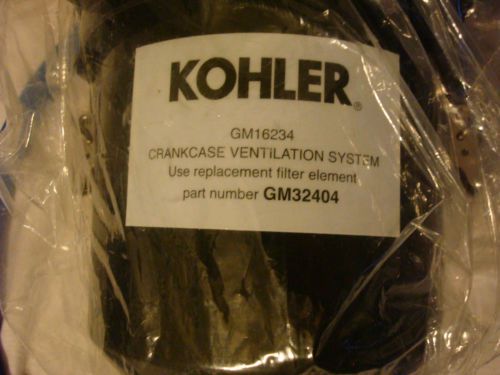 KOHLER®
GM16234
CRANKCASE VENTILATION SYSTEM
Use replacement filter element
part number GM32404